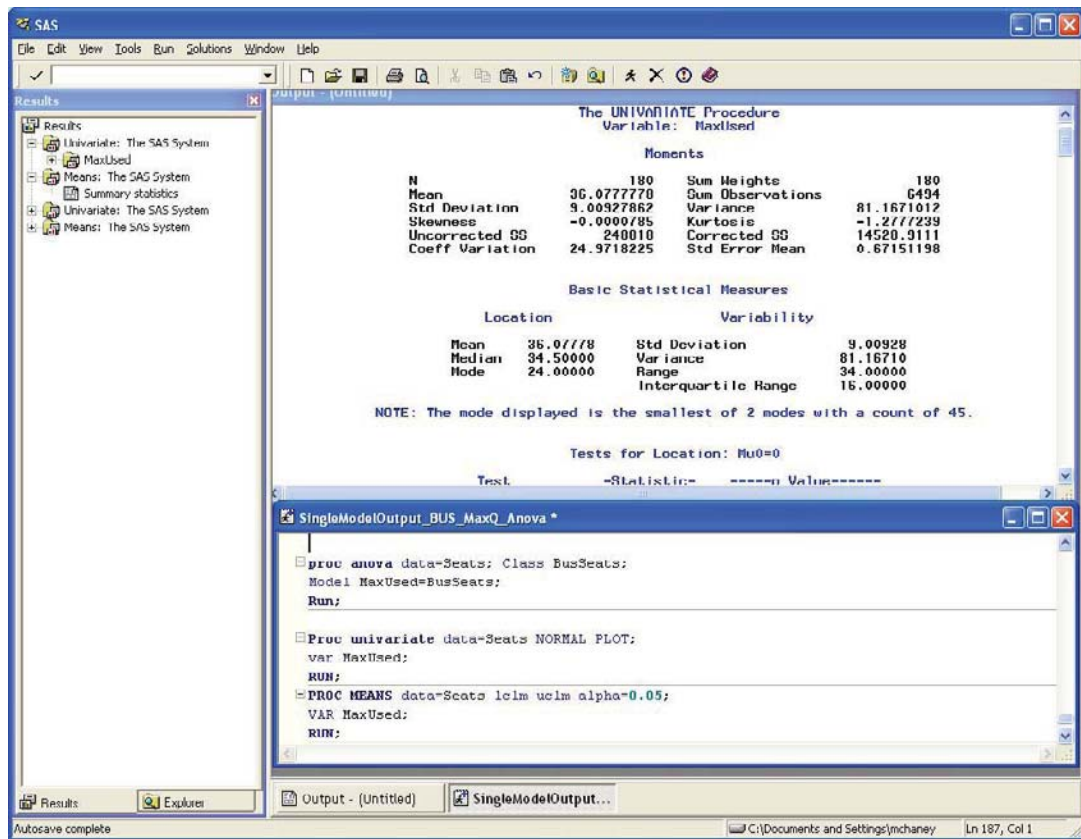 SAS
File Edit View Tools Run Solutions Window Help
Results
Results
Univariate: The SAS System
MaxUsed
Means: The SAS System
Summary statistics
Univariate: The SAS System
Means: The SAS System
Output - (Untitled)
The UNIVARIATE Procedure
Variable: MaxUsed
Moments
N 180 Sum Weights 180
Mean 36.0777778 Sum Observations 6494
Std Deviation 9.00927862 Variance 81.1671012
Skewness -0.0000785 Kurtosis -1.2777239
Uncorrected SS 248810 Corrected SS 14528.9111
Coeff Variation 24.9718225 Std Error Mean 0.67151198
Basic Statistical Measures
Location Variability
Mean 36.07778 Std Deviation 9.00928
Median 34.50000 Variance 81.16710
Mode 24.00000 Range 34.00000
Interquartile Range 16.00000
NOTE: The mode displayed is the smallest of 2 modes with a count of 45.
Tests for Location: Mu0=0
Test -Statistic- -----p Value------
SingleModelOutput_BUS_MaxQ_Anova *
proc anova data=Seats; Class BusSeats;
Model MaxUsed=BusSeats;
Run;
Proc univariate data=Seats NORMAL PLOT;
var MaxUsed;
RUN;
PROC MEANS data=Seats lclm uclm alpha=0.05;
VAR MaxUsed;
RUN;
Results Explorer
Output - (Untitled) SingleModelOutput...
Autosave complete C:\Documents and Settings\mchaney Ln 187, Col 1